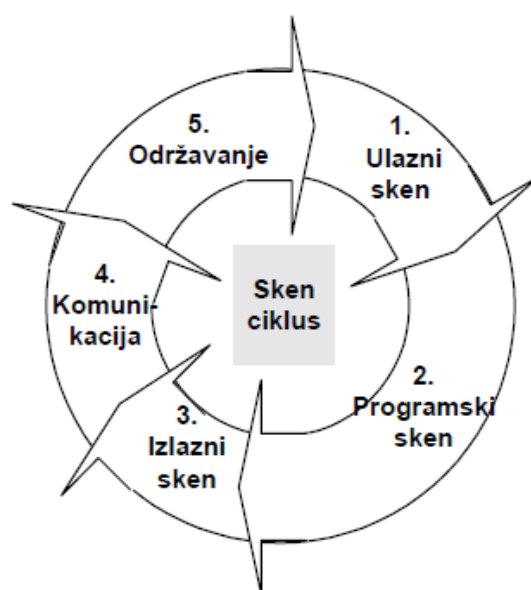 1.
Ulazni
sken
2.
Programski
sken
3.
Izlazni
sken
4.
Komuni-
kacija
5.
Održavanje
Sken
ciklus